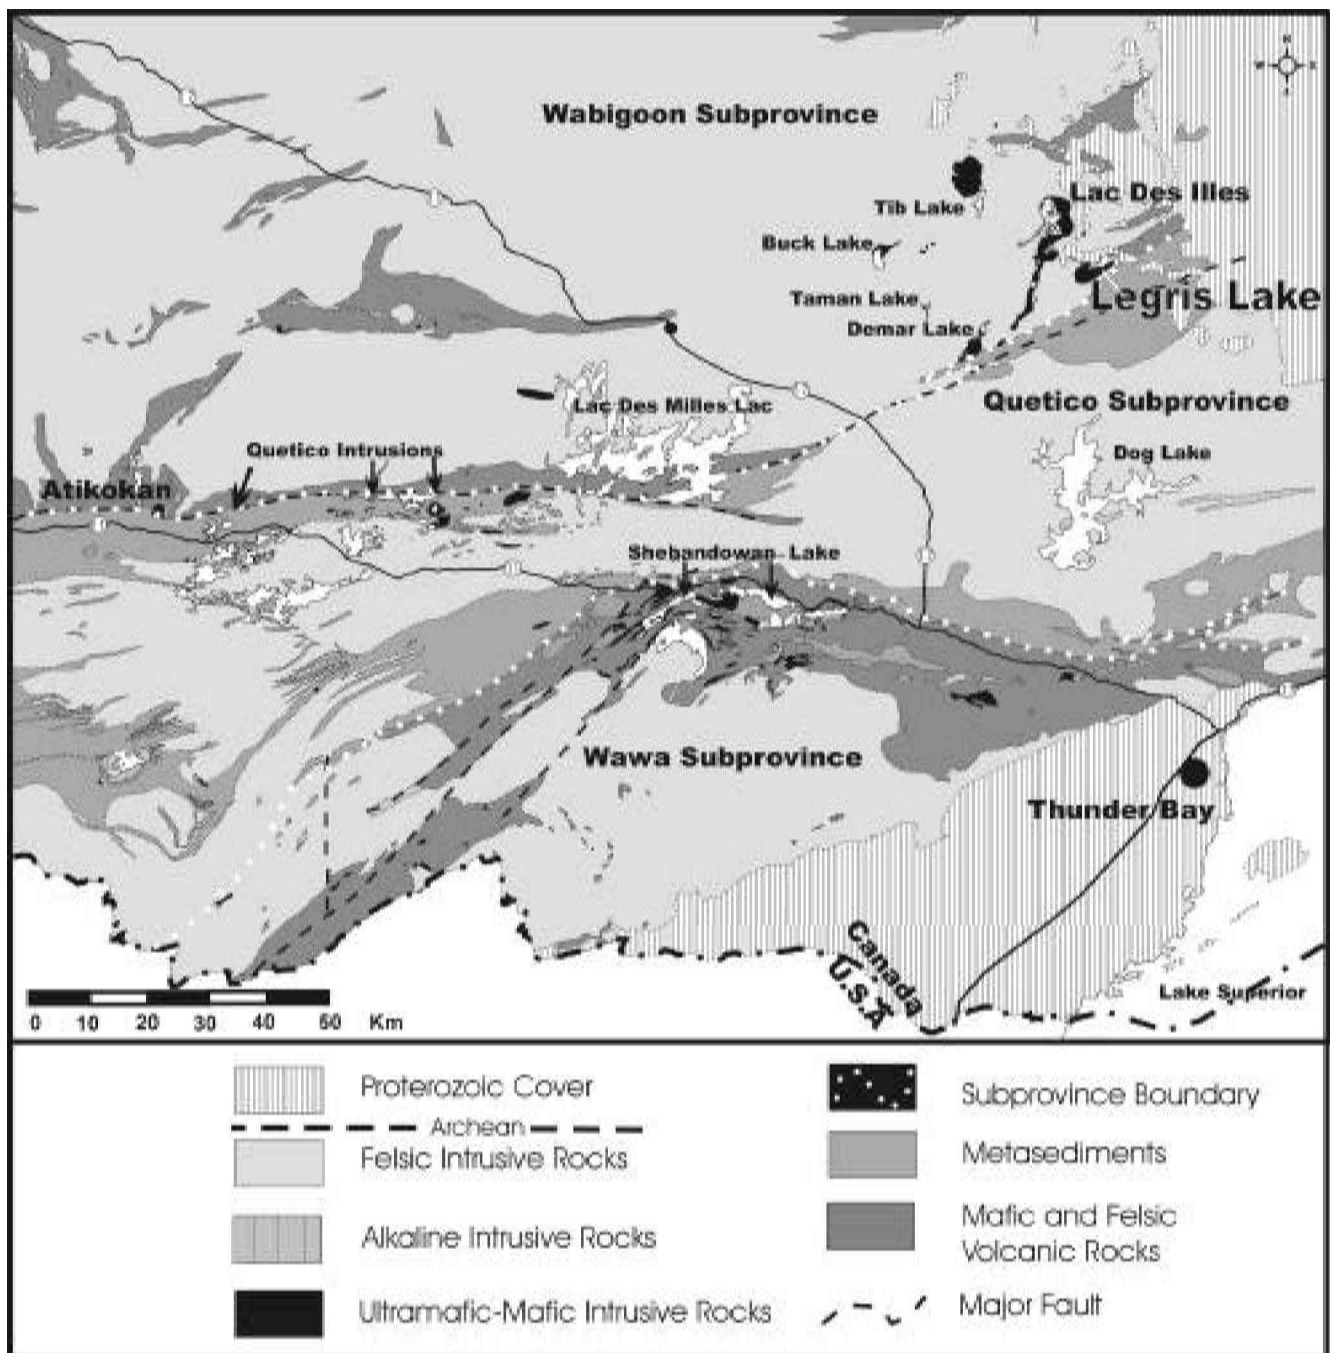 N
W E
Wabigoon Subprovince
Lac Des Illes
Tib Lake
Buck Lake
Legris Lake
Taman Lake
Demar Lake
Quetico Subprovince
Lac Des Milles Lac
Quetico Intrusions
Dog Lake
Atikokan
Shebandowan Lake
Wawa Subprovince
Thunder Bay
Canada
U.S.A
Lake Superior
0 10 20 30 40 50 Km
Proterozoic Cover
Archean
Felsic Intrusive Rocks
Alkaline Intrusive Rocks
Ultramafic-Mafic Intrusive Rocks
Subprovince Boundary
Metasediments
Mafic and Felsic
Volcanic Rocks
Major Fault